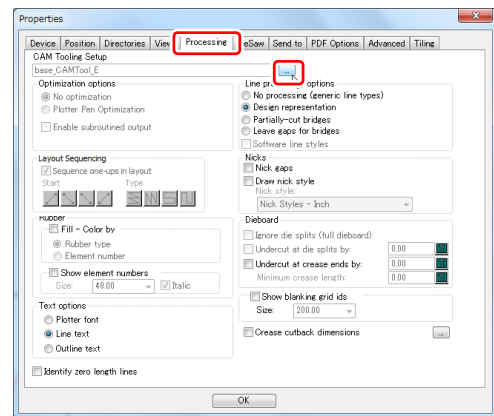 Properties
Device Position Directories View Processing eSaw Send to PDF Options Advanced Tiling
CAM Tooling Setup
base_CAMTool_E
...
Optimization options
No optimization
Plotter Pen Optimization
Enable subroutined output
Line options
No processing (generic line types)
Design representation
Partially-cut bridges
Leave gaps for bridges
Software line styles
Layout Sequencing
Sequence one-ups in layout
Start Type
Nicks
Nick gaps
Draw nick style
Nick style:
Nick Styles - Inch
Rubber
Fill - Color by
Rubber type
Element number
Show element numbers
Size: 48.00 Italic
Dieboard
Ignore die splits (full dieboard)
Undercut at die splits by: 0.00
Undercut at crease ends by: 0.00
Minimum crease length: 0.00
Show blanking grid ids
Size: 200.00
Text options
Plotter font
Line text
Outline text
Crease cutback dimensions ...
Identify zero length lines
OK